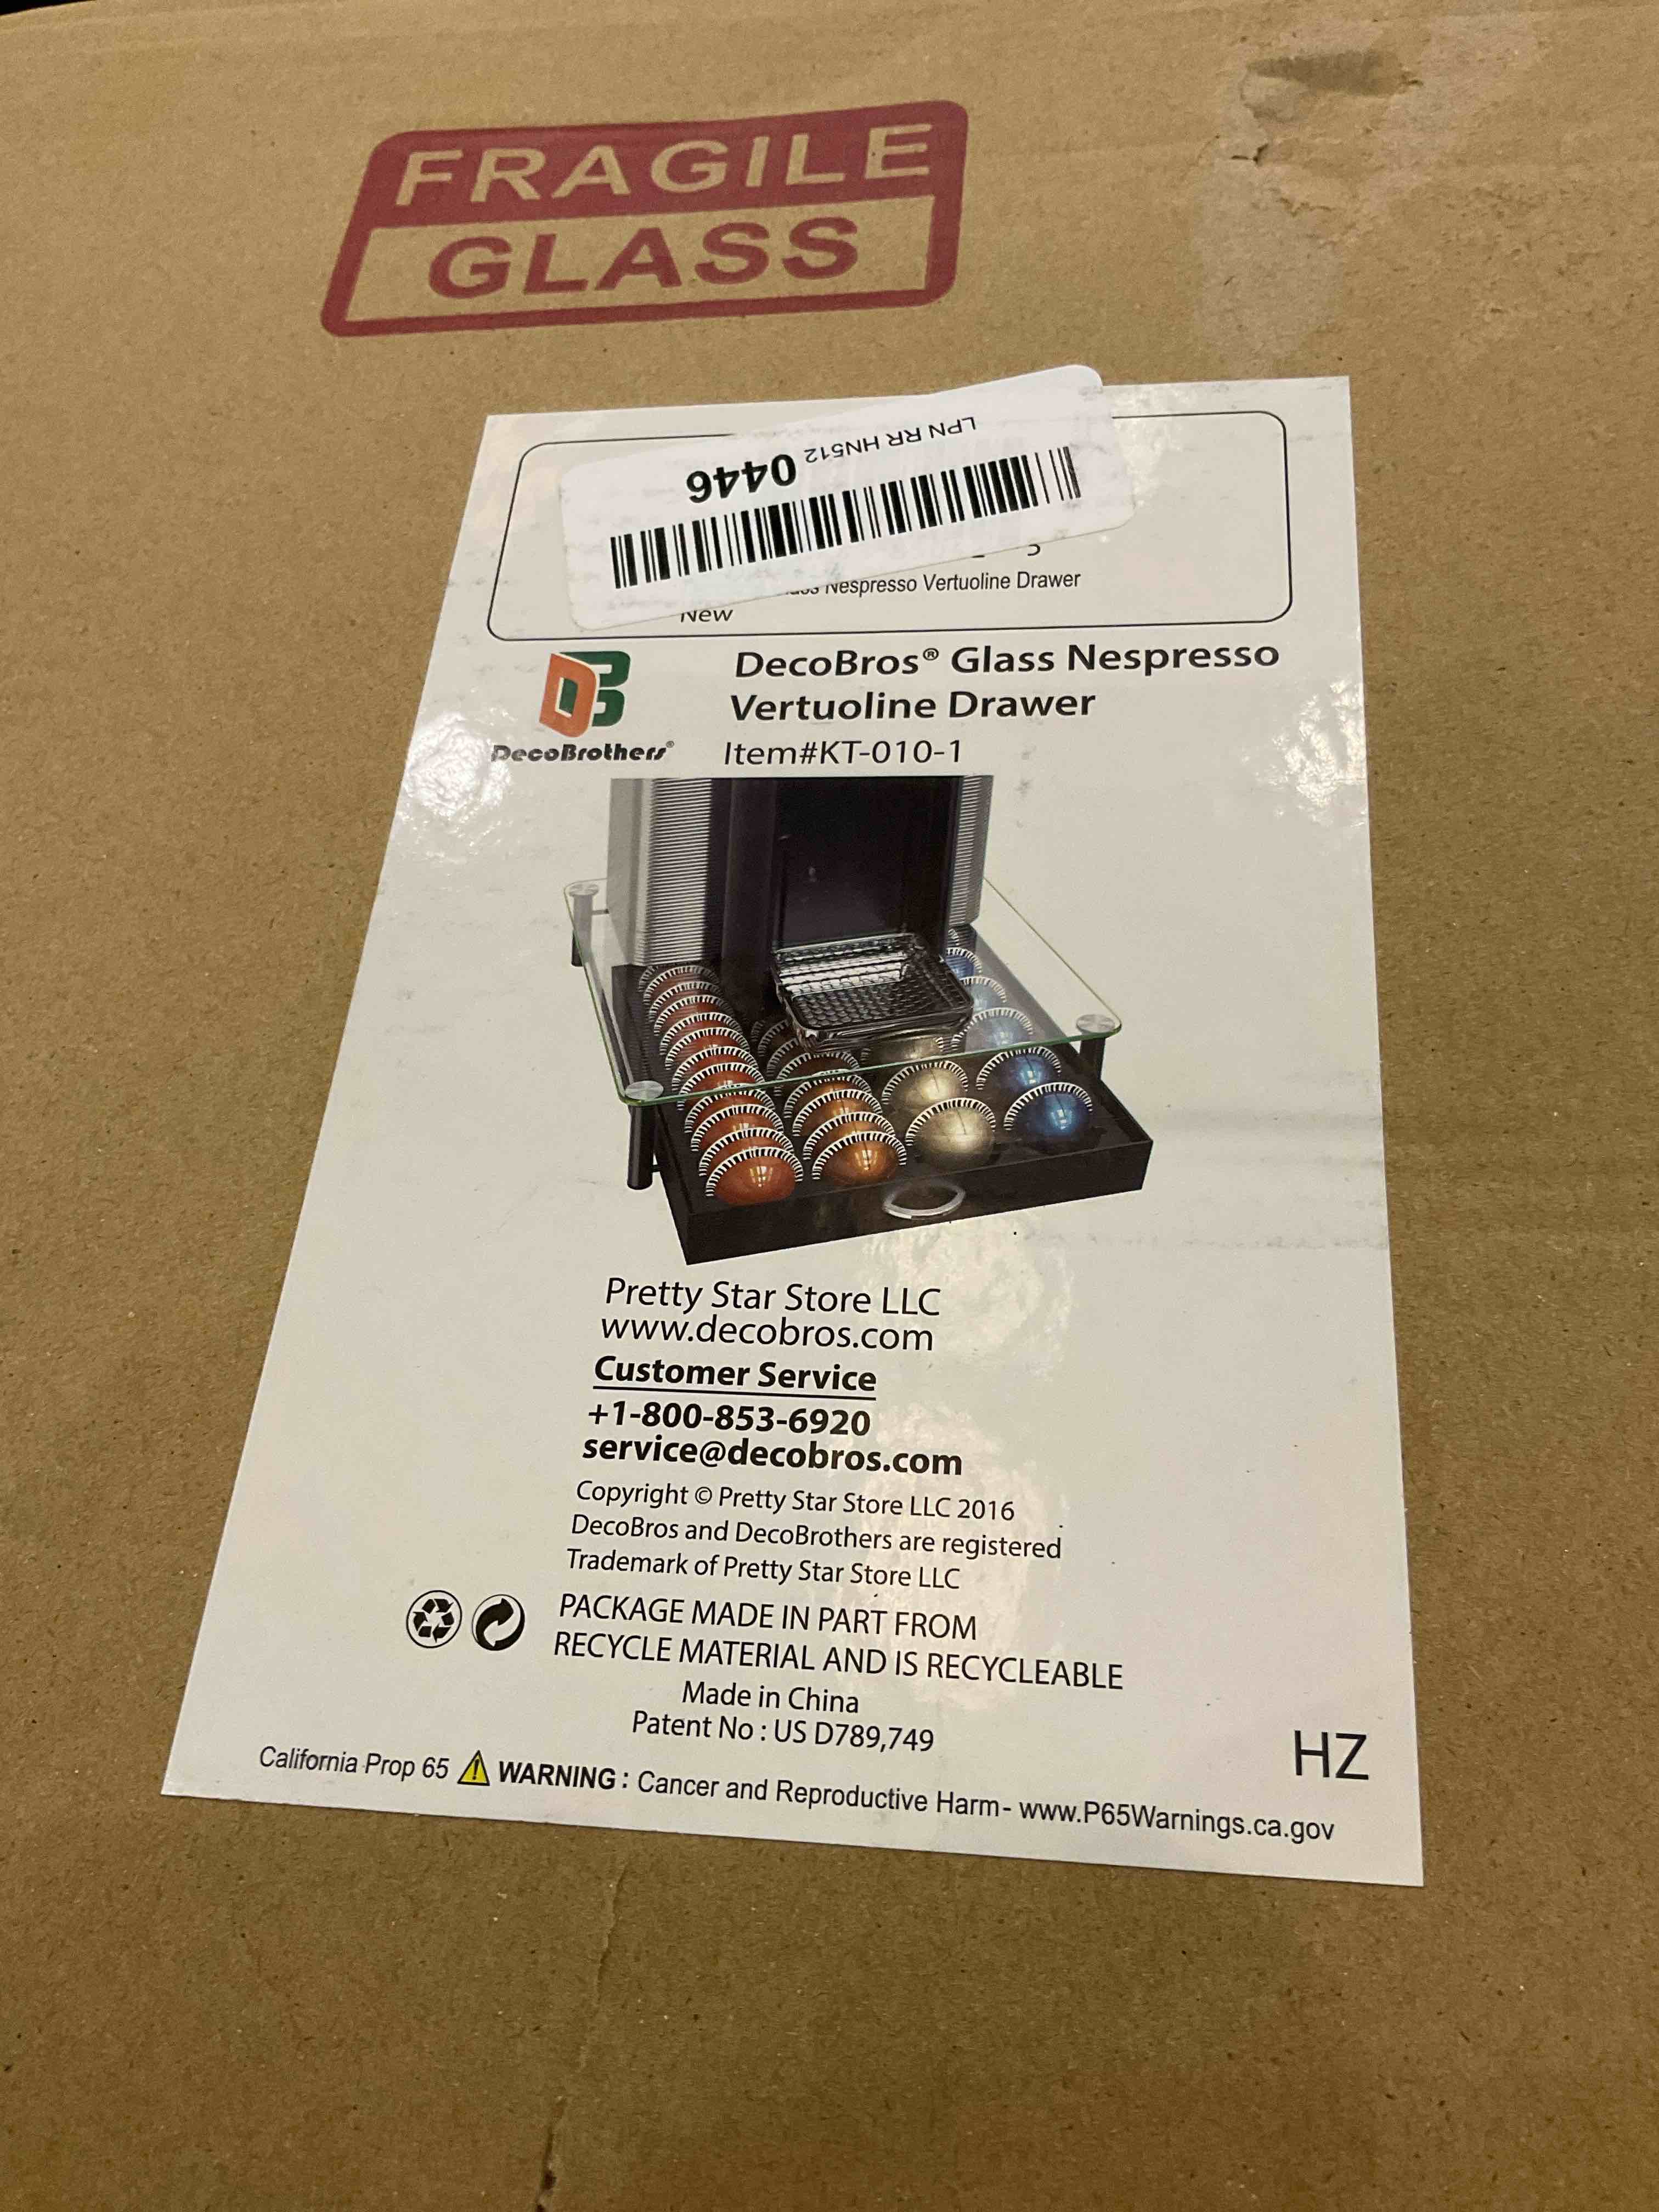 FRAGILE
GLASS
LPN RR HN512 0446
Nespresso Vertuoline Drawer
New
DecoBros® Glass Nespresso
Vertuoline Drawer
DecoBrothers®
Item#KT-010-1
Pretty Star Store LLC
www.decobros.com
Customer Service
+1-800-853-6920
service@decobros.com
Copyright © Pretty Star Store LLC 2016
DecoBros and DecoBrothers are registered
Trademark of Pretty Star Store LLC
PACKAGE MADE IN PART FROM
RECYCLE MATERIAL AND IS RECYCLEABLE
Made in China
Patent No : US D789,749
HZ
California Prop 65 ⚠ WARNING : Cancer and Reproductive Harm- www.P65Warnings.ca.gov